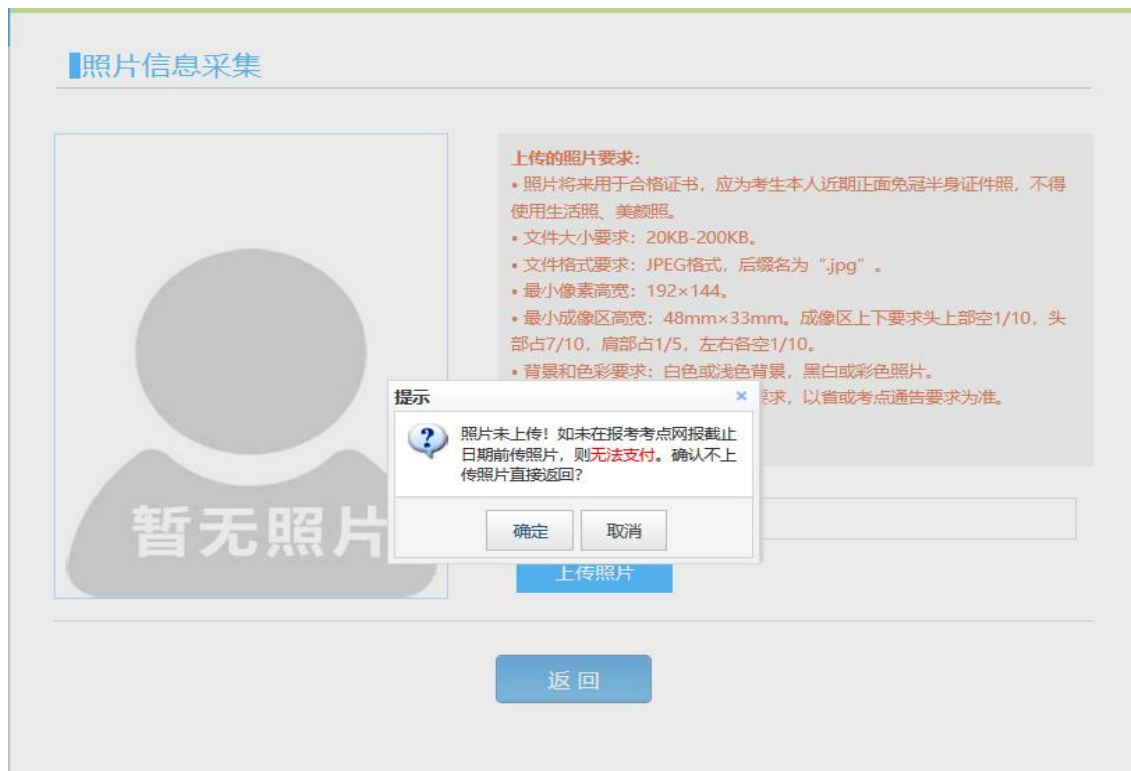 照片信息采集
上传的照片要求：
• 照片将来用于合格证书，应为考生本人近期正面免冠半身证件照，不得
使用生活照、美颜照。
• 文件大小要求：20KB-200KB。
• 文件格式要求：JPEG格式，后缀名为“.jpg”。
• 最小像素高宽：192×144。
• 最小成像区高宽：48mm×33mm。成像区上下要求头上部空1/10，头
部占7/10，肩部占1/5，左右各空1/10。
• 背景和色彩要求：白色或浅色背景，黑白或彩色照片。
求，以省或考点通告要求为准。
提示
×
照片未上传！如未在报考考点网报截止
日期前传照片，则无法支付。确认不上
传照片直接返回？
确定 取消
暂无照片
上传照片
返 回